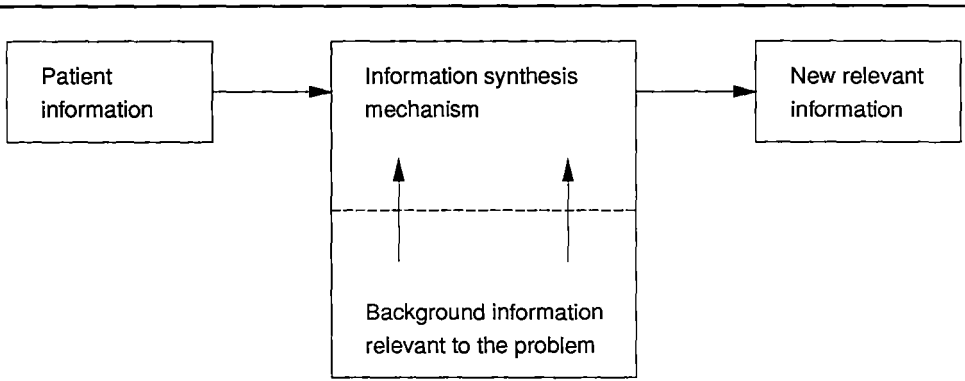 Patient
information
Information synthesis
mechanism
New relevant
information
Background information
relevant to the problem